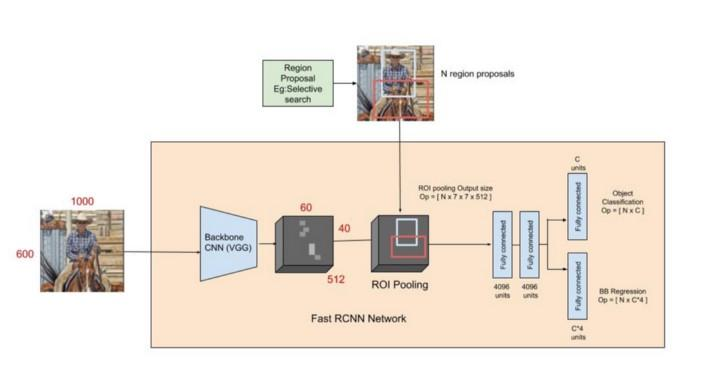 Region
Proposal
Eg:Selective
search
N region proposals
1000
600
Backbone
CNN (VGG)
60
40
512
ROI Pooling
ROI pooling Output size
Op = [ N x 7 x 7 x 512 ]
Fully connected
4096
units
Fully connected
4096
units
C
units
Fully connected
Object
Classification
Op = [ N x C ]
Fully connected
C*4
units
BB Regression
Op = [ N x C*4 ]
Fast RCNN Network